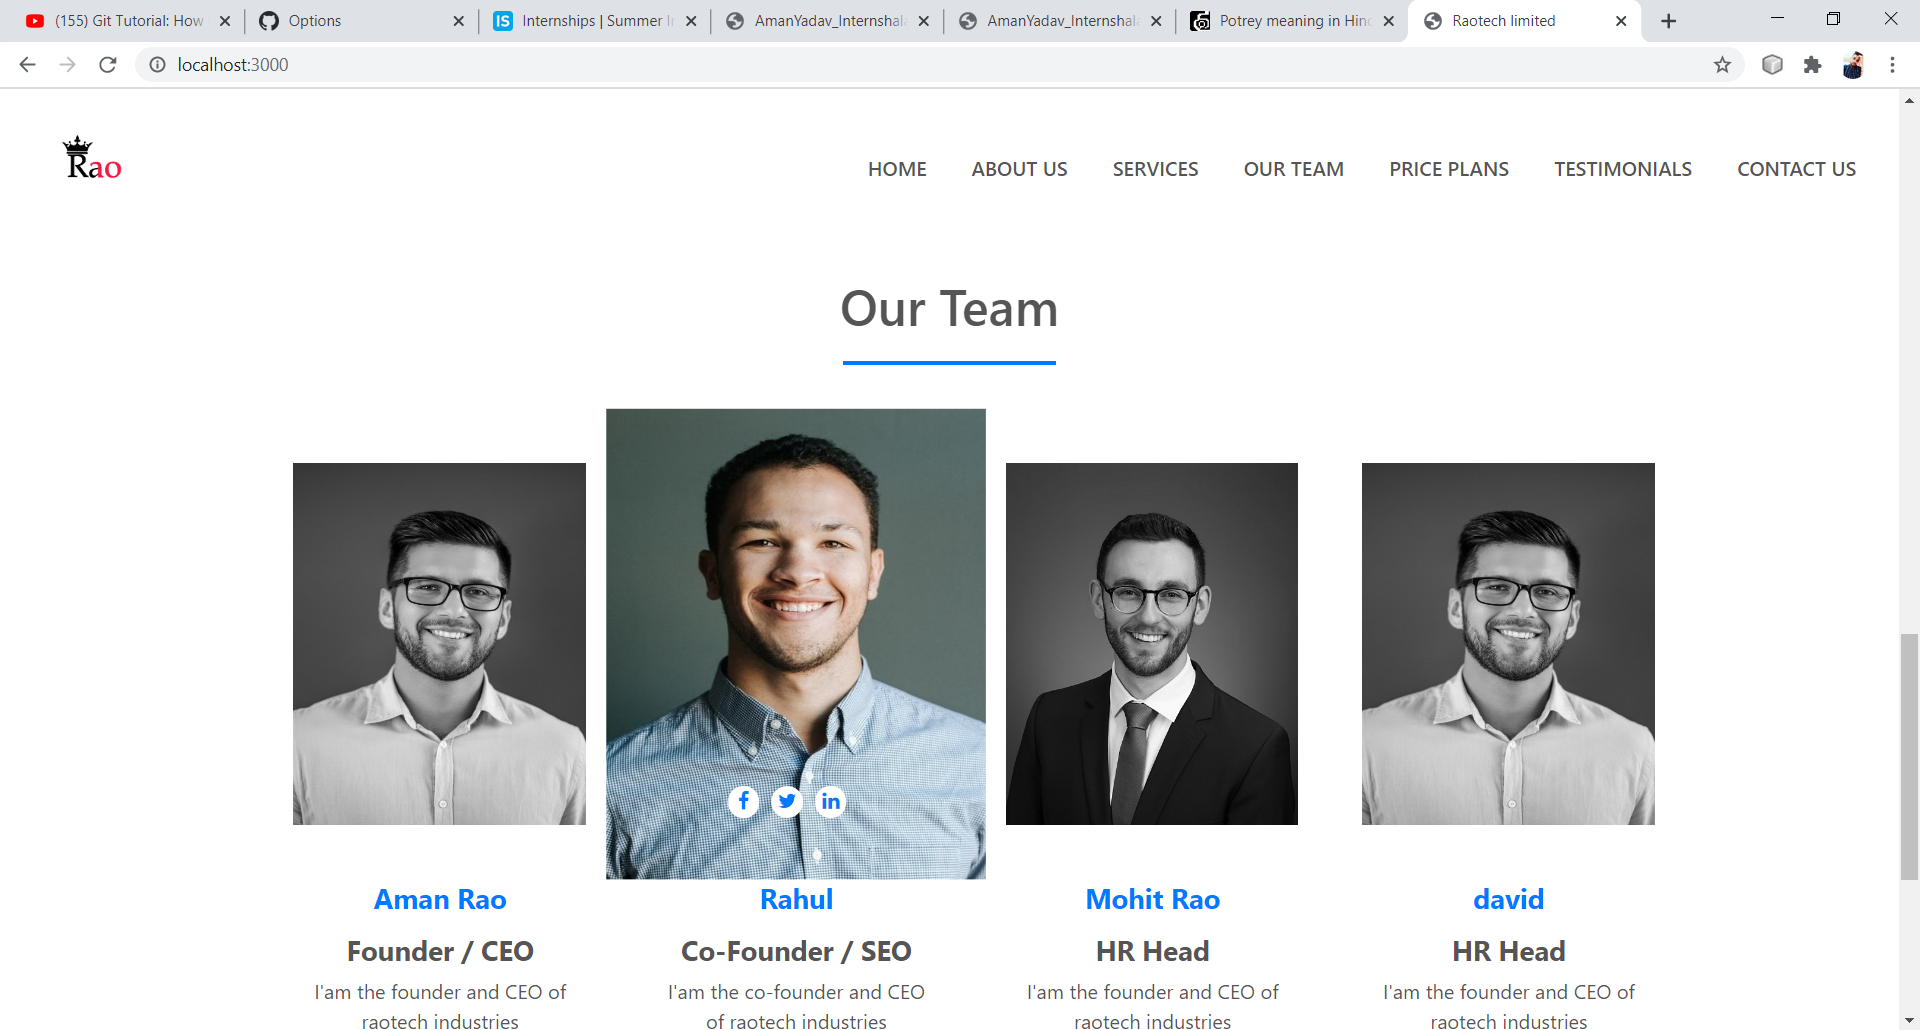 (155) Git Tutorial: How
Options
Internships | Summer In
AmanYadav_Internshala
AmanYadav_Internshala
Potrey meaning in Hind
Raotech limited
localhost:3000
Rao
HOME
ABOUT US
SERVICES
OUR TEAM
PRICE PLANS
TESTIMONIALS
CONTACT US
Our Team
Aman Rao
Founder / CEO
I'am the founder and CEO of
raotech industries
Rahul
Co-Founder / SEO
I'am the co-founder and CEO
of raotech industries
Mohit Rao
HR Head
I'am the founder and CEO of
raotech industries
david
HR Head
I'am the founder and CEO of
raotech industries